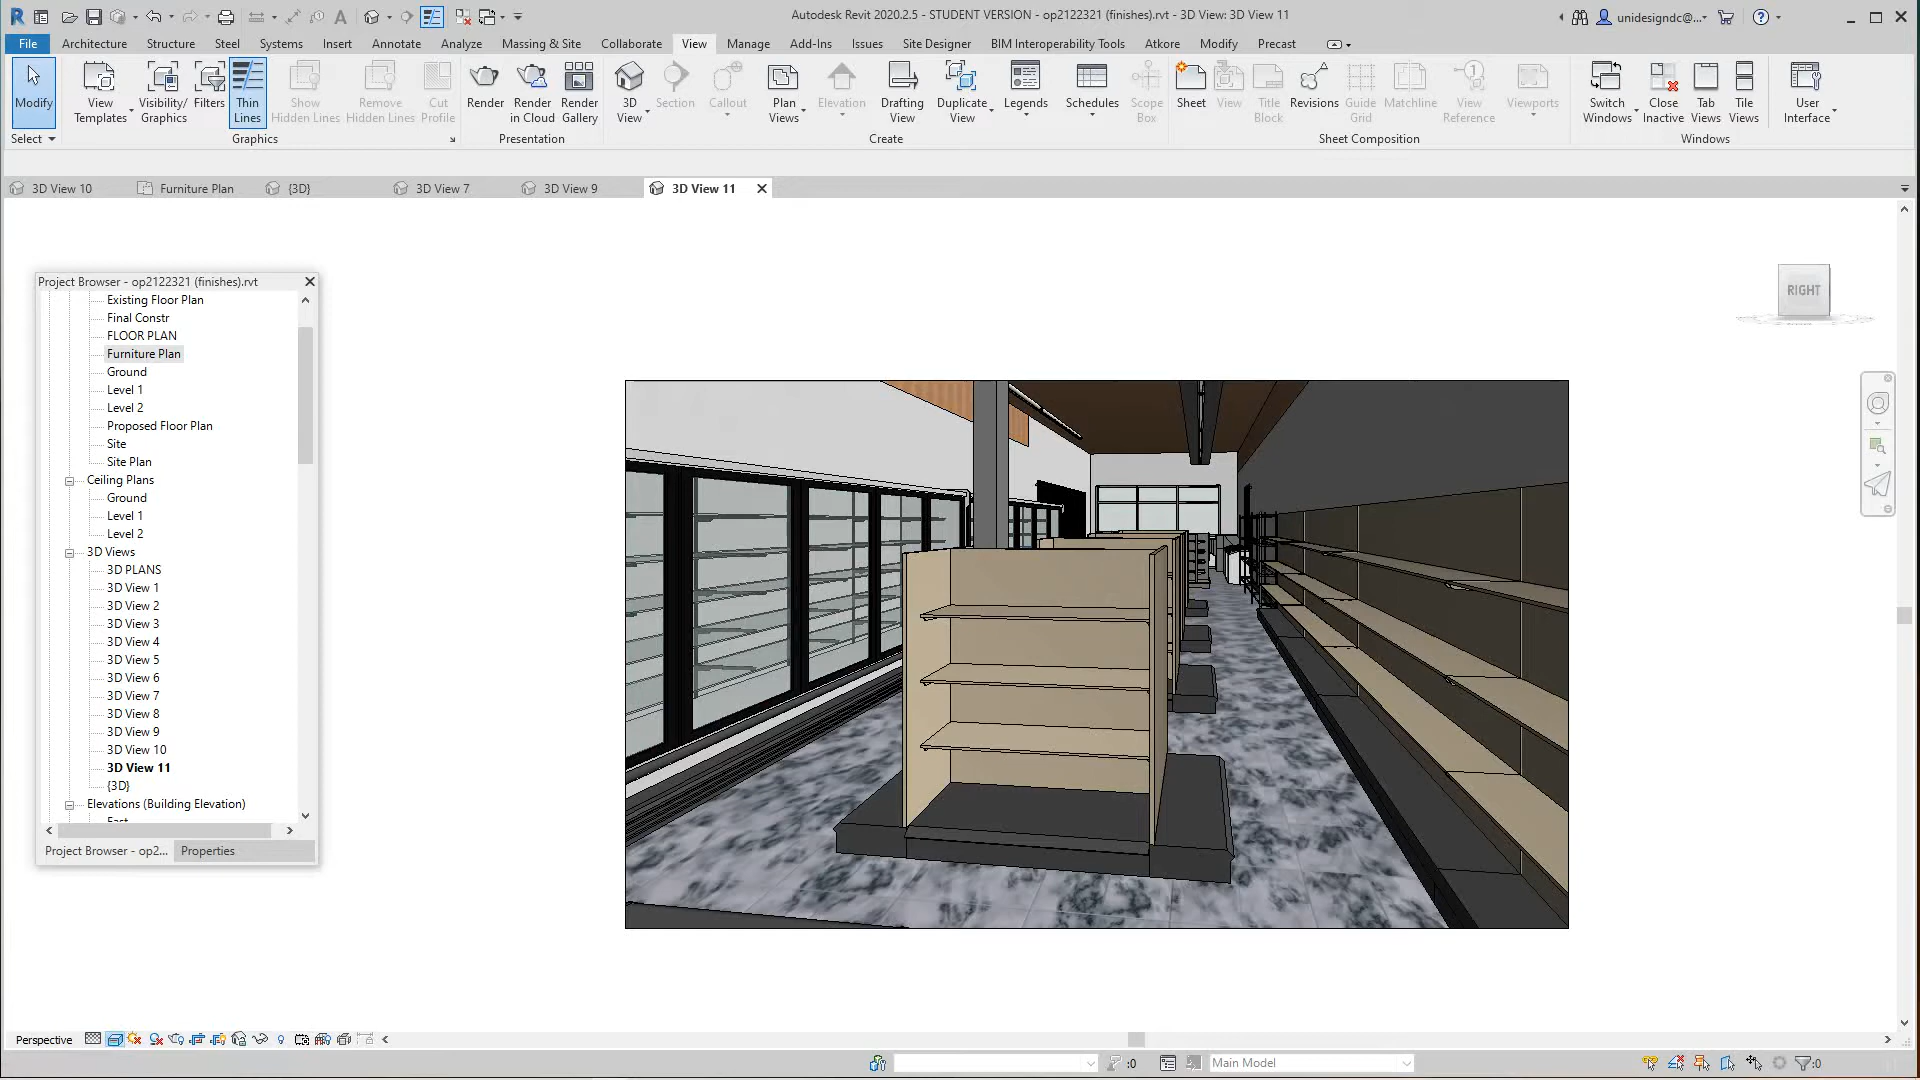 Autodesk Revit 2020.2.5 - STUDENT VERSION - op2122321 (finishes).rvt - 3D View: 3D View 11
unidesigndc@...
File Architecture Structure Steel Systems Insert Annotate Analyze Massing & Site Collaborate View Manage Add-Ins Issues Site Designer BIM Interoperability Tools Atkore Modify Precast
Modify
View
Templates
Visibility/
Graphics
Filters
Thin
Lines
Show
Hidden Lines
Remove
Hidden Lines
Cut
Profile
Render
Render
in Cloud
Render
Gallery
3D
View
Section
Callout
Plan
Views
Elevation
Drafting
View
Duplicate
View
Legends
Schedules
Scope
Box
Sheet
View
Title
Block
Revisions
Guide
Grid
Matchline
View
Reference
Viewports
Switch
Windows
Close
Inactive
Tab
Views
Tile
Views
User
Interface
Select Graphics Presentation Create Sheet Composition Windows
3D View 10 Furniture Plan {3D} 3D View 7 3D View 9 3D View 11
RIGHT
Project Browser - op2122321 (finishes).rvt
Existing Floor Plan
Final Constr
FLOOR PLAN
Furniture Plan
Ground
Level 1
Level 2
Proposed Floor Plan
Site
Site Plan
Ceiling Plans
Ground
Level 1
Level 2
3D Views
3D PLANS
3D View 1
3D View 2
3D View 3
3D View 4
3D View 5
3D View 6
3D View 7
3D View 8
3D View 9
3D View 10
3D View 11
{3D}
Elevations (Building Elevation)
East
Project Browser - op2... Properties
Perspective
:0 Main Model :0